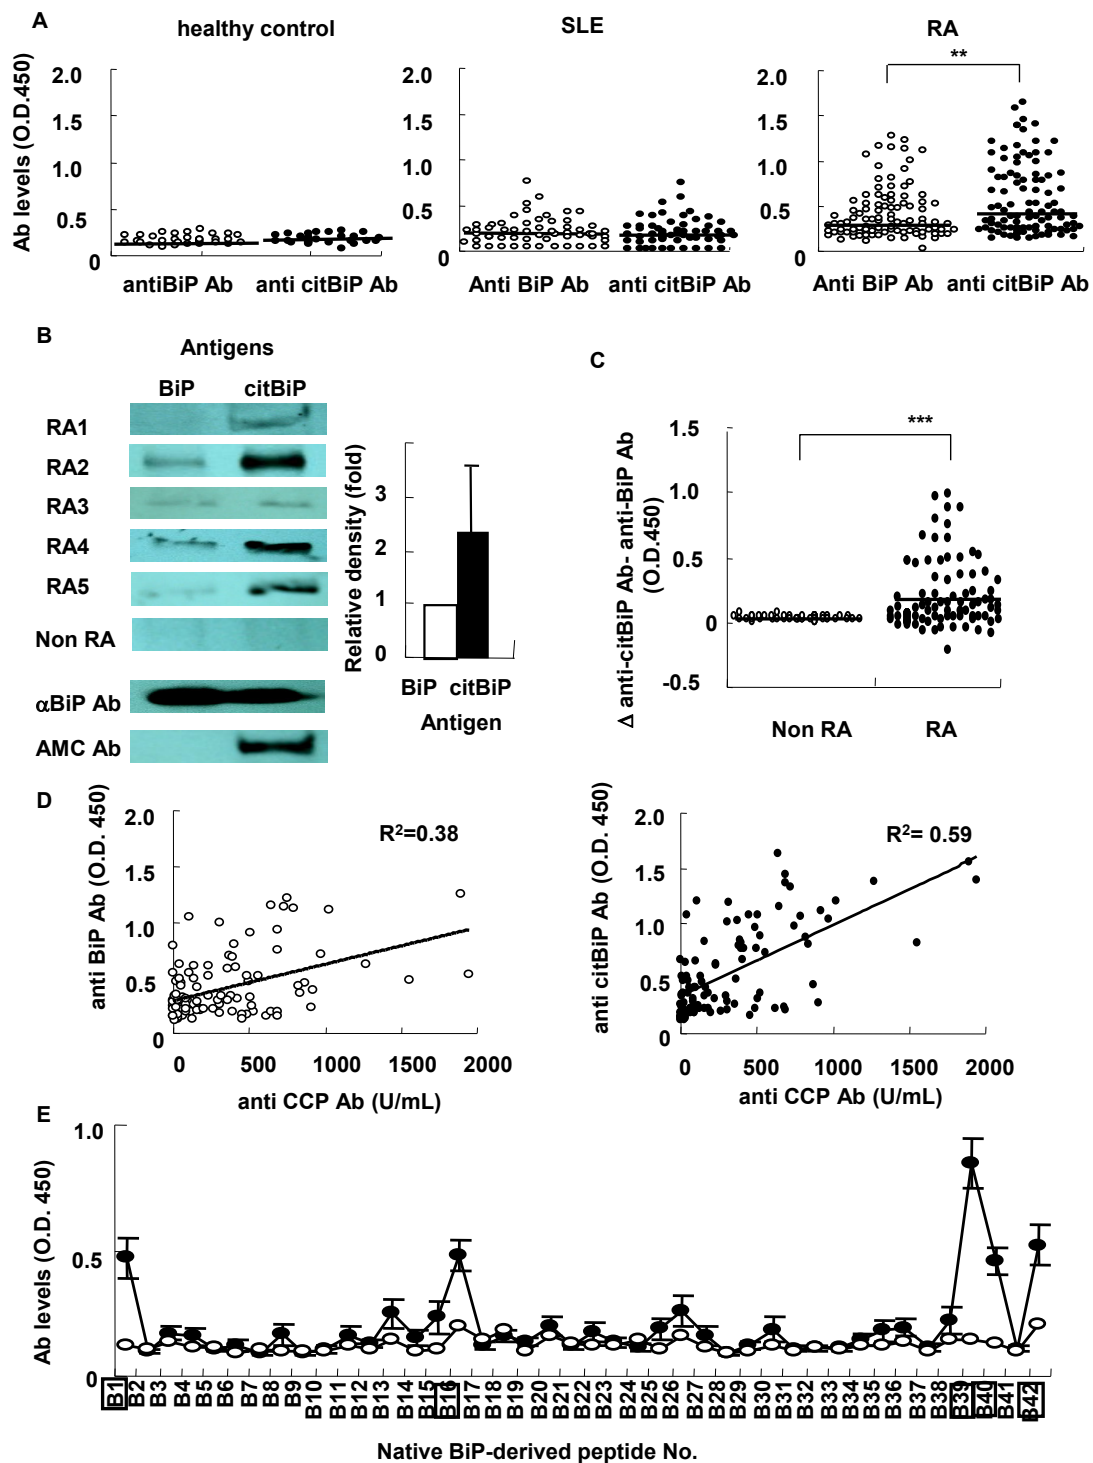 A
healthy control
SLE
RA
**
Ab levels (O.D.450)
2.0
1.5
1.0
0.5
0
antiBiP Ab
anti citBiP Ab
2.0
1.5
1.0
0.5
0
Anti BiP Ab
anti citBiP Ab
2.0
1.5
1.0
0.5
0
Anti BiP Ab
anti citBiP Ab
B
Antigens
BiP
citBiP
RA1
RA2
RA3
RA4
RA5
Non RA
αBiP Ab
AMC Ab
Relative density (fold)
3
2
1
0
BiP
citBiP
Antigen
C
***
Δ anti-citBiP Ab- anti-BiP Ab
(O.D.450)
1.5
1.0
0.5
0
-0.5
Non RA
RA
D
anti BiP Ab (O.D. 450)
2.0
1.5
1.0
0.5
0
R²=0.38
0
500
1000
1500
2000
anti CCP Ab (U/mL)
anti citBiP Ab (O.D. 450)
2.0
1.5
1.0
0.5
0
R²= 0.59
0
500
1000
1500
2000
anti CCP Ab (U/mL)
E
Ab levels (O.D. 450)
1.0
0.5
0
B1
B2
B3
B4
B5
B6
B7
B8
B9
B10
B11
B12
B13
B14
B15
B16
B17
B18
B19
B20
B21
B22
B23
B24
B25
B26
B27
B28
B29
B30
B31
B32
B33
B34
B35
B36
B37
B38
B39
B40
B41
B42
Native BiP-derived peptide No.